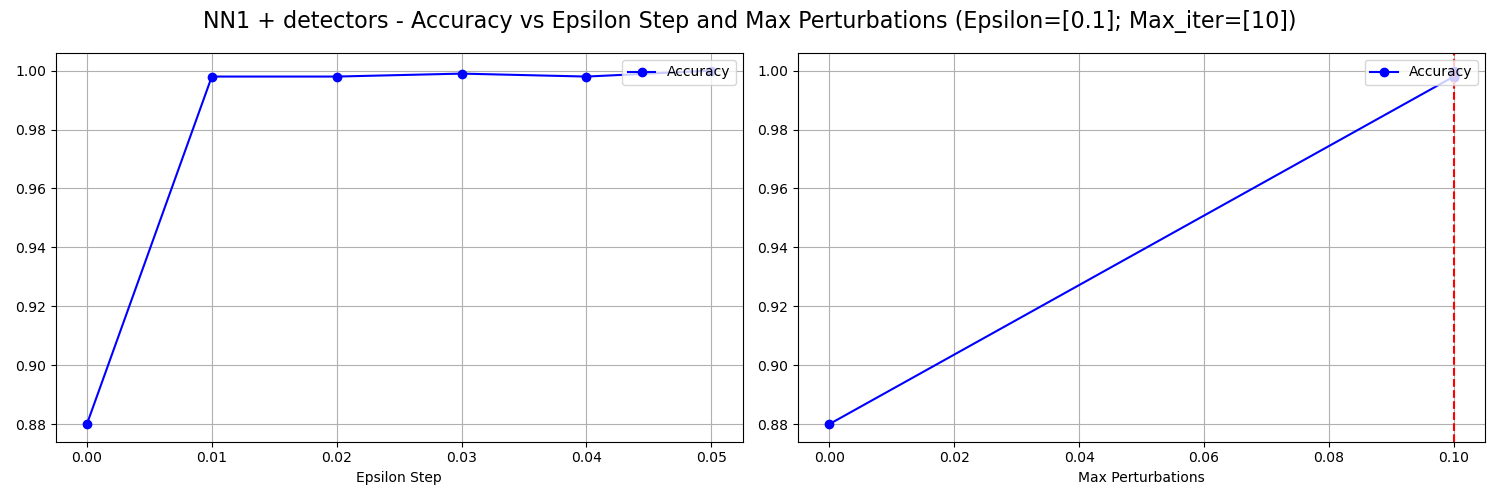 NN1 + detectors - Accuracy vs Epsilon Step and Max Perturbations (Epsilon=[0.1]; Max_iter=[10])
1.00
0.98
0.96
0.94
0.92
0.90
0.88
Accuracy
0.00 0.01 0.02 0.03 0.04 0.05
Epsilon Step
1.00
0.98
0.96
0.94
0.92
0.90
0.88
Accuracy
0.00 0.02 0.04 0.06 0.08 0.10
Max Perturbations